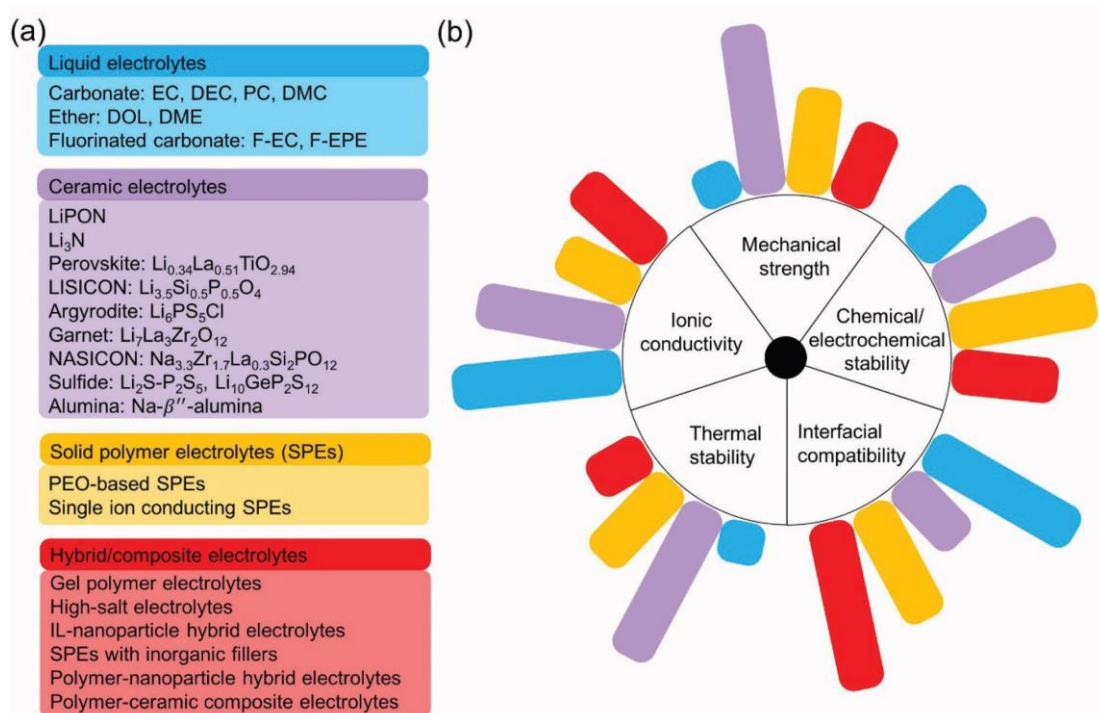 (a)
Liquid electrolytes
Carbonate: EC, DEC, PC, DMC
Ether: DOL, DME
Fluorinated carbonate: F-EC, F-EPE
Ceramic electrolytes
LiPON
Li₃N
Perovskite: Li₀.₃₄La₀.₅₁TiO₂.₉₄
LISICON: Li₃.₅Si₀.₅P₀.₅O₄
Argyrodite: Li₆PS₅Cl
Garnet: Li₇La₃Zr₂O₁₂
NASICON: Na₃.₃Zr₁.₇La₀.₃Si₂PO₁₂
Sulfide: Li₂S-P₂S₅, Li₁₀GeP₂S₁₂
Alumina: Na-β″-alumina
Solid polymer electrolytes (SPEs)
PEO-based SPEs
Single ion conducting SPEs
Hybrid/composite electrolytes
Gel polymer electrolytes
High-salt electrolytes
IL-nanoparticle hybrid electrolytes
SPEs with inorganic fillers
Polymer-nanoparticle hybrid electrolytes
Polymer-ceramic composite electrolytes
(b)
Mechanical
strength
Ionic
conductivity
Chemical/
electrochemical
stability
Thermal
stability
Interfacial
compatibility